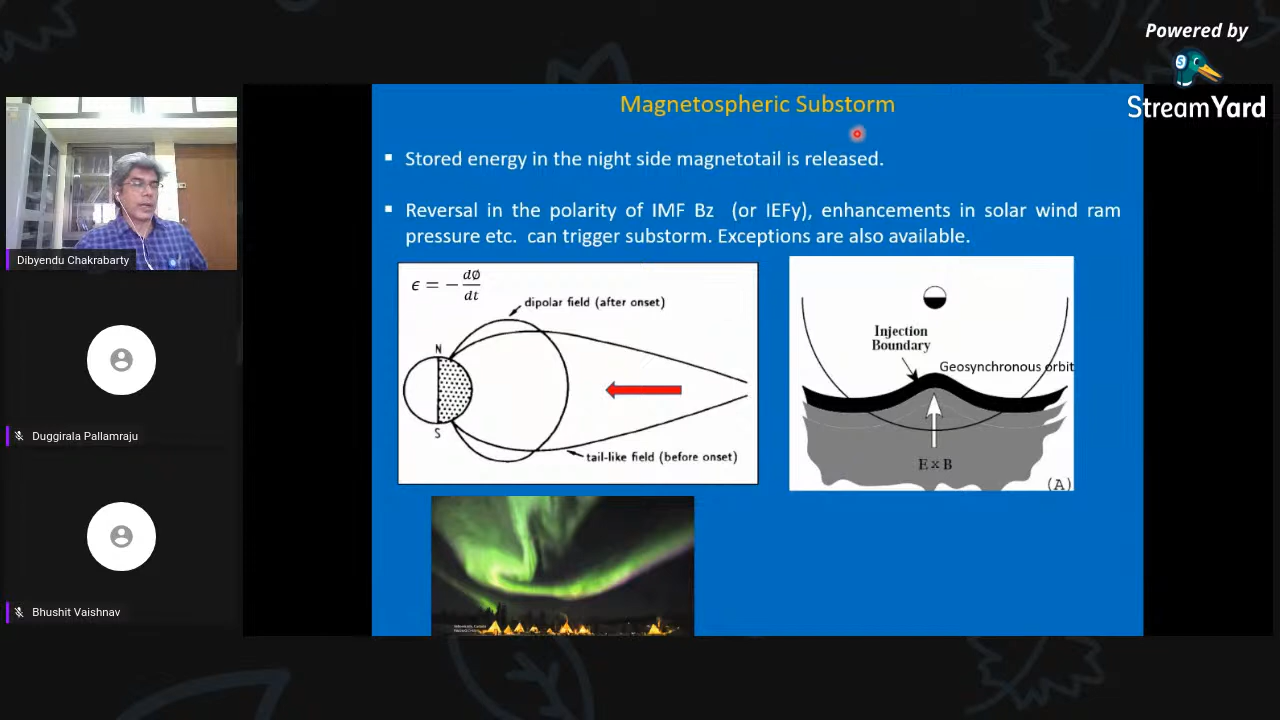 Powered by
StreamYard
Magnetospheric Substorm
Stored energy in the night side magnetotail is released.
Reversal in the polarity of IMF Bz (or IEFy), enhancements in solar wind ram
pressure etc. can trigger substorm. Exceptions are also available.
ϵ = − dØ/dt
dipolar field (after onset)
N
S
tail-like field (before onset)
Injection
Boundary
Geosynchronous orbit
E x B
(A)
Dibyendu Chakrabarty
Duggirala Pallamraju
Bhushit Vaishnav